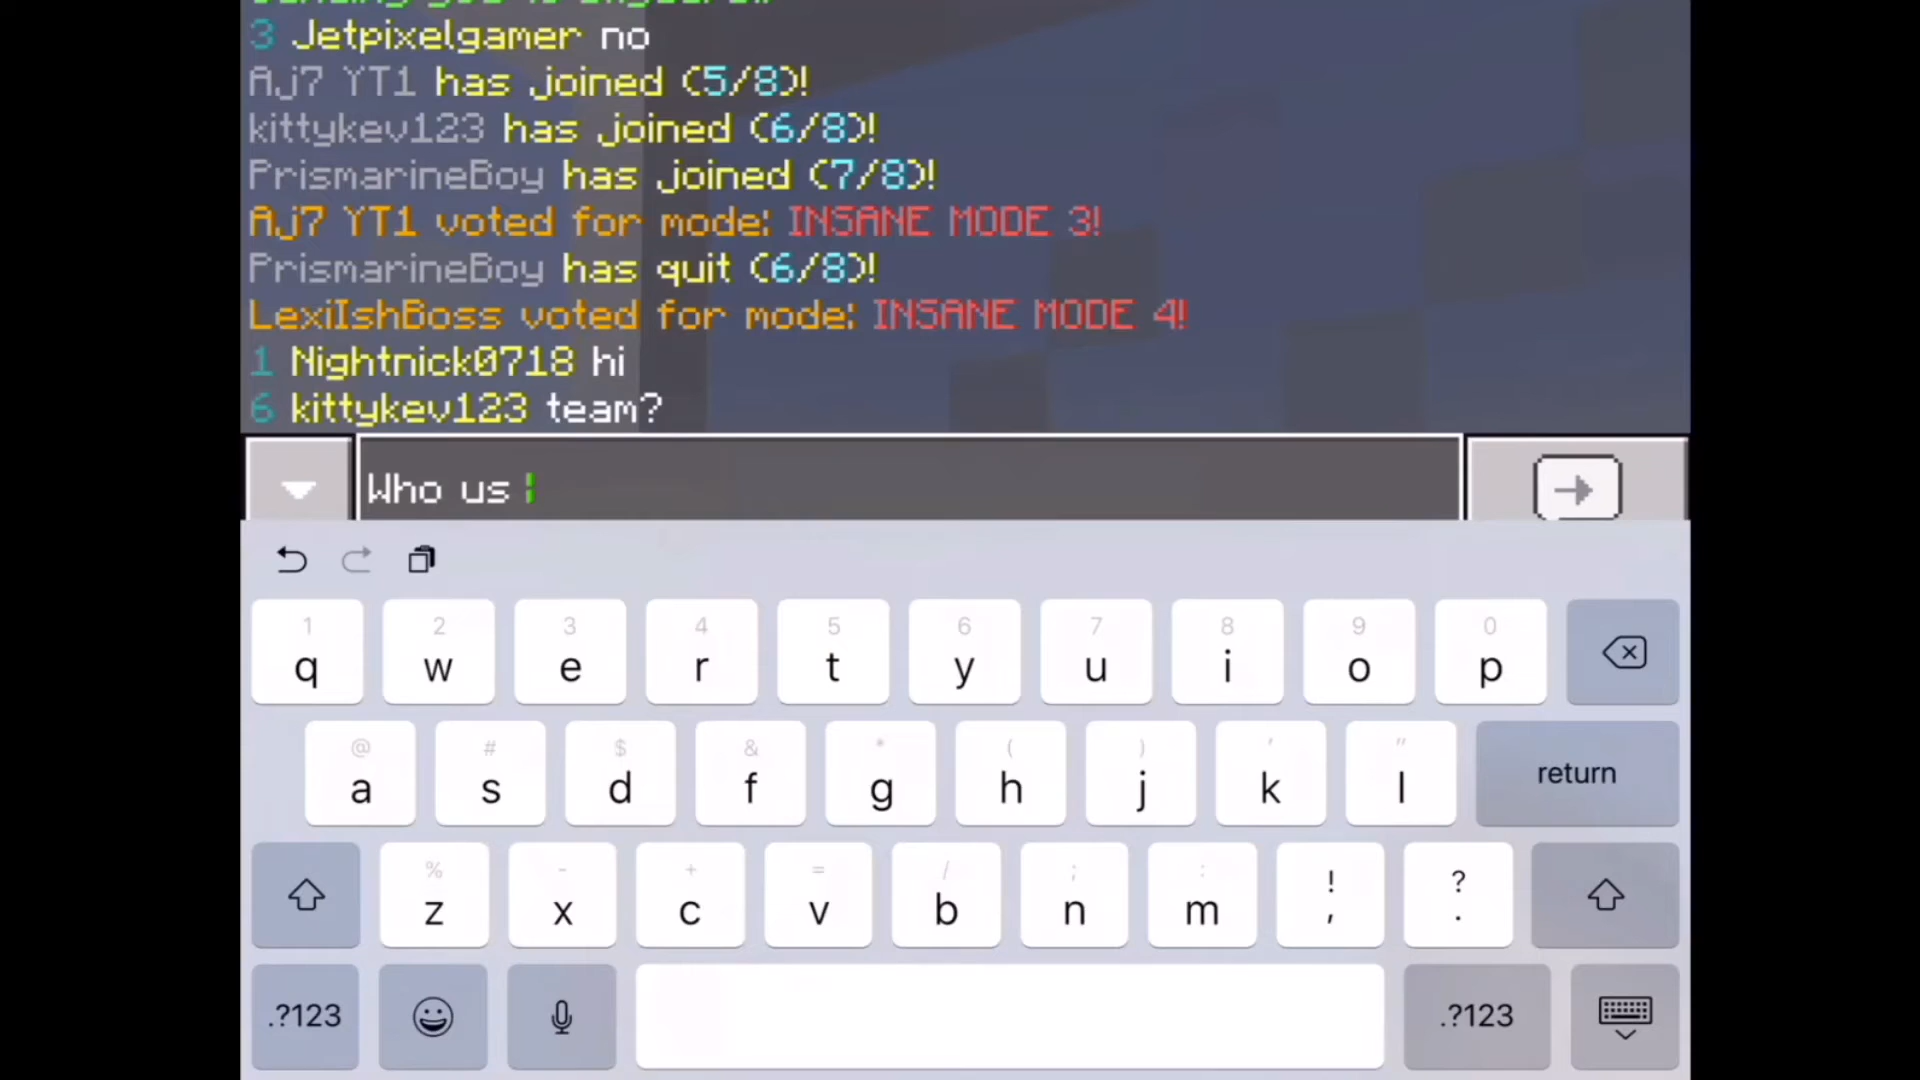 3 Jetpixelgamer no
Aj7 YT1 has joined (5/8)!
kittykev123 has joined (6/8)!
PrismarineBoy has joined (7/8)!
Aj7 YT1 voted for mode: INSANE MODE 3!
PrismarineBoy has quit (6/8)!
LexiIshBoss voted for mode: INSANE MODE 4!
1 Nightnick0718 hi
6 kittykev123 team?
Who us
1 2 3 4 5 6 7 8 9 0
q w e r t y u i o p
@ # $ & * ( ) ' "
a s d f g h j k l return
% - + = / ; : ! ?
z x c v b n m , .
.?123 .?123